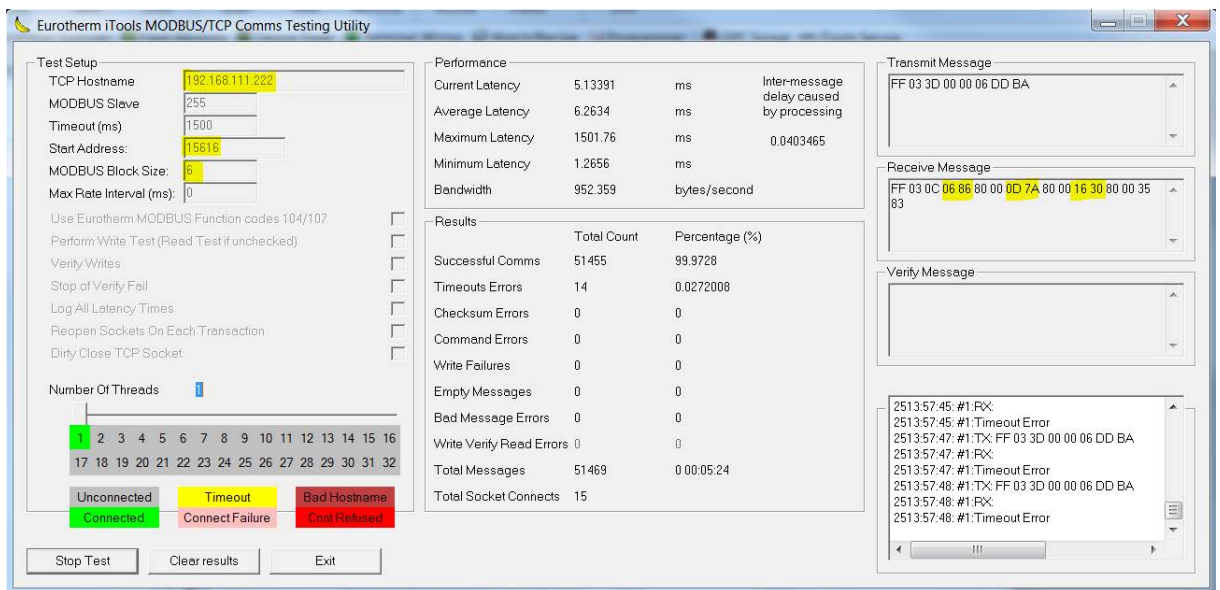 Eurotherm iTools MODBUS/TCP Comms Testing Utility
Test Setup
TCP Hostname 192.168.111.222
MODBUS Slave 255
Timeout (ms) 1500
Start Address: 15616
MODBUS Block Size: 6
Max Rate Interval (ms): 0
Use Eurotherm MODBUS Function codes 104/107
Perform Write Test (Read Test if unchecked)
Verify Writes
Stop of Verify Fail
Log All Latency Times
Reopen Sockets On Each Transaction
Dirty Close TCP Socket
Number Of Threads 1
1 2 3 4 5 6 7 8 9 10 11 12 13 14 15 16
17 18 19 20 21 22 23 24 25 26 27 28 29 30 31 32
Unconnected Timeout Bad Hostname
Connected Connect Failure Cnnt Refused
Stop Test Clear results Exit
Performance
Current Latency 5.13391 ms
Average Latency 6.2634 ms
Maximum Latency 1501.76 ms
Minimum Latency 1.2656 ms
Bandwidth 952.359 bytes/second
Inter-message
delay caused
by processing
0.0403465
Results
Total Count Percentage (%)
Successful Comms 51455 99.9728
Timeouts Errors 14 0.0272008
Checksum Errors 0 0
Command Errors 0 0
Write Failures 0 0
Empty Messages 0 0
Bad Message Errors 0 0
Write Verify Read Errors 0 0
Total Messages 51469 0 00:05:24
Total Socket Connects 15
Transmit Message
FF 03 3D 00 00 06 DD BA
Receive Message
FF 03 0C 06 86 80 00 0D 7A 80 00 16 30 80 00 35
83
Verify Message
2513:57:45: #1:RX:
2513:57:45: #1:Timeout Error
2513:57:47: #1:TX: FF 03 3D 00 00 06 DD BA
2513:57:47: #1:RX:
2513:57:47: #1:Timeout Error
2513:57:48: #1:TX: FF 03 3D 00 00 06 DD BA
2513:57:48: #1:RX:
2513:57:48: #1:Timeout Error